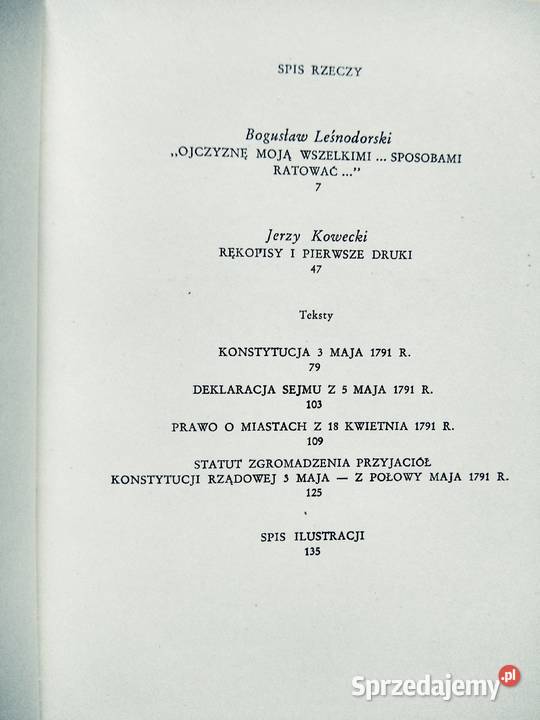 SPIS RZECZY
Bogusław Leśnodorski
„OJCZYZNĘ MOJĄ WSZELKIMI ... SPOSOBAMI
RATOWAĆ ..."
7
Jerzy Kowecki
RĘKOPISY I PIERWSZE DRUKI
47
Teksty
KONSTYTUCJA 3 MAJA 1791 R.
79
DEKLARACJA SEJMU Z 5 MAJA 1791 R.
103
PRAWO O MIASTACH Z 18 KWIETNIA 1791 R.
109
STATUT ZGROMADZENIA PRZYJACIÓŁ
KONSTYTUCJI RZĄDOWEJ 3 MAJA — Z POŁOWY MAJA 1791 R.
125
SPIS ILUSTRACJI
135
Sprzedajemy.pl